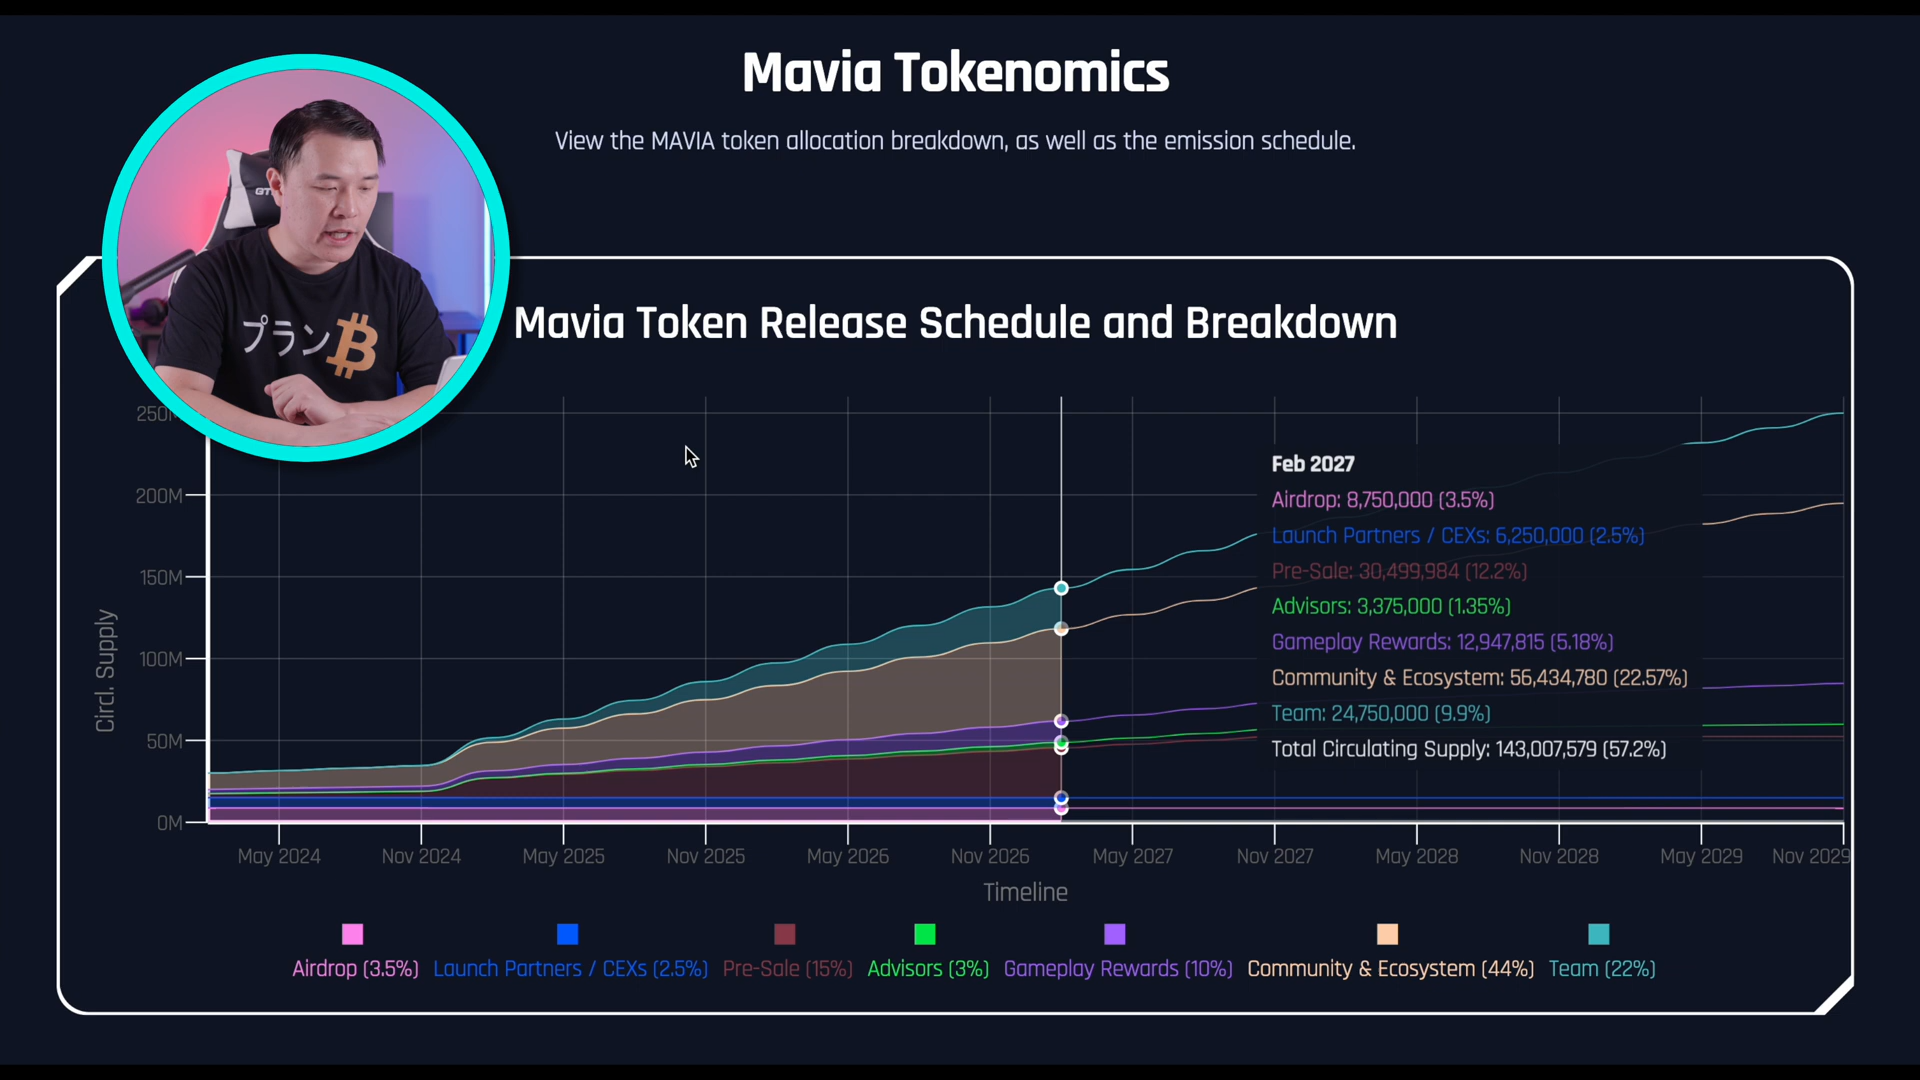 Mavia Tokenomics
View the MAVIA token allocation breakdown, as well as the emission schedule.
GT
プラン₿
Mavia Token Release Schedule and Breakdown
250M
200M
150M
100M
50M
0M
Circl. Supply
Feb 2027
Airdrop: 8,750,000 (3.5%)
Launch Partners / CEXs: 6,250,000 (2.5%)
Pre-Sale: 30,499,984 (12.2%)
Advisors: 3,375,000 (1.35%)
Gameplay Rewards: 12,947,815 (5.18%)
Community & Ecosystem: 56,434,780 (22.57%)
Team: 24,750,000 (9.9%)
Total Circulating Supply: 143,007,579 (57.2%)
May 2024 Nov 2024 May 2025 Nov 2025 May 2026 Nov 2026 May 2027 Nov 2027 May 2028 Nov 2028 May 2029 Nov 2029
Timeline
Airdrop (3.5%) Launch Partners / CEXs (2.5%) Pre-Sale (15%) Advisors (3%) Gameplay Rewards (10%) Community & Ecosystem (44%) Team (22%)